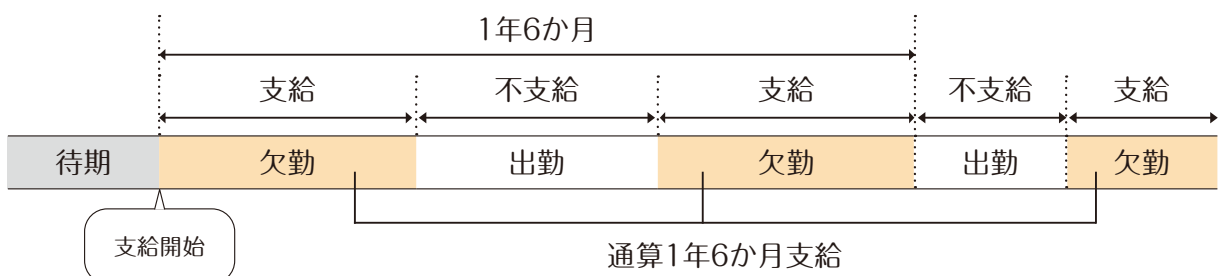 1年6か月
支給 不支給 支給 不支給 支給
待期 欠勤 出勤 欠勤 出勤 欠勤
支給開始
通算1年6か月支給